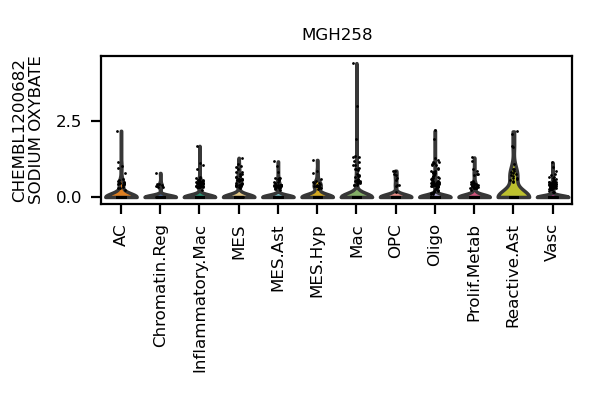 MGH258
CHEMBL1200682
SODIUM OXYBATE
2.5
0.0
AC
Chromatin.Reg
Inflammatory.Mac
MES
MES.Ast
MES.Hyp
Mac
OPC
Oligo
Prolif.Metab
Reactive.Ast
Vasc